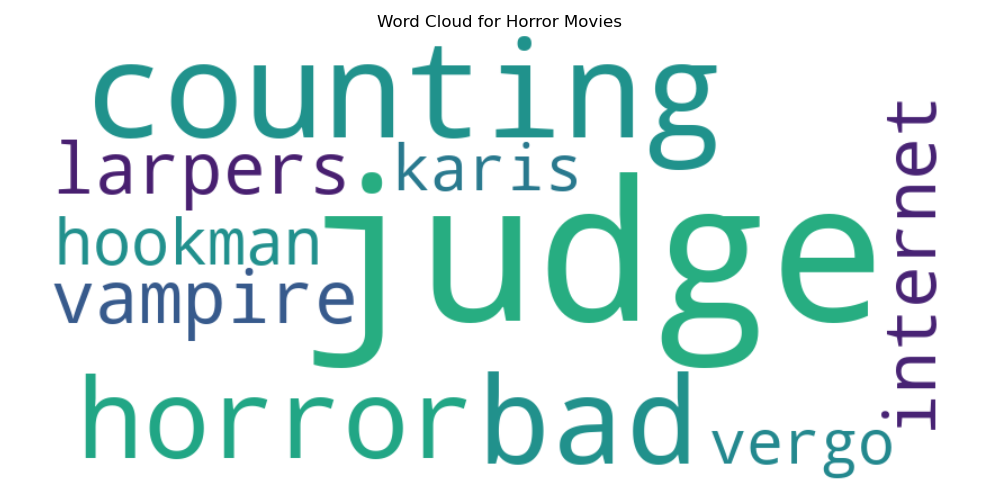 Word Cloud for Horror Movies
counting
larpers
karis
judge
hookman
vampire
internet
horror
bad
vergo